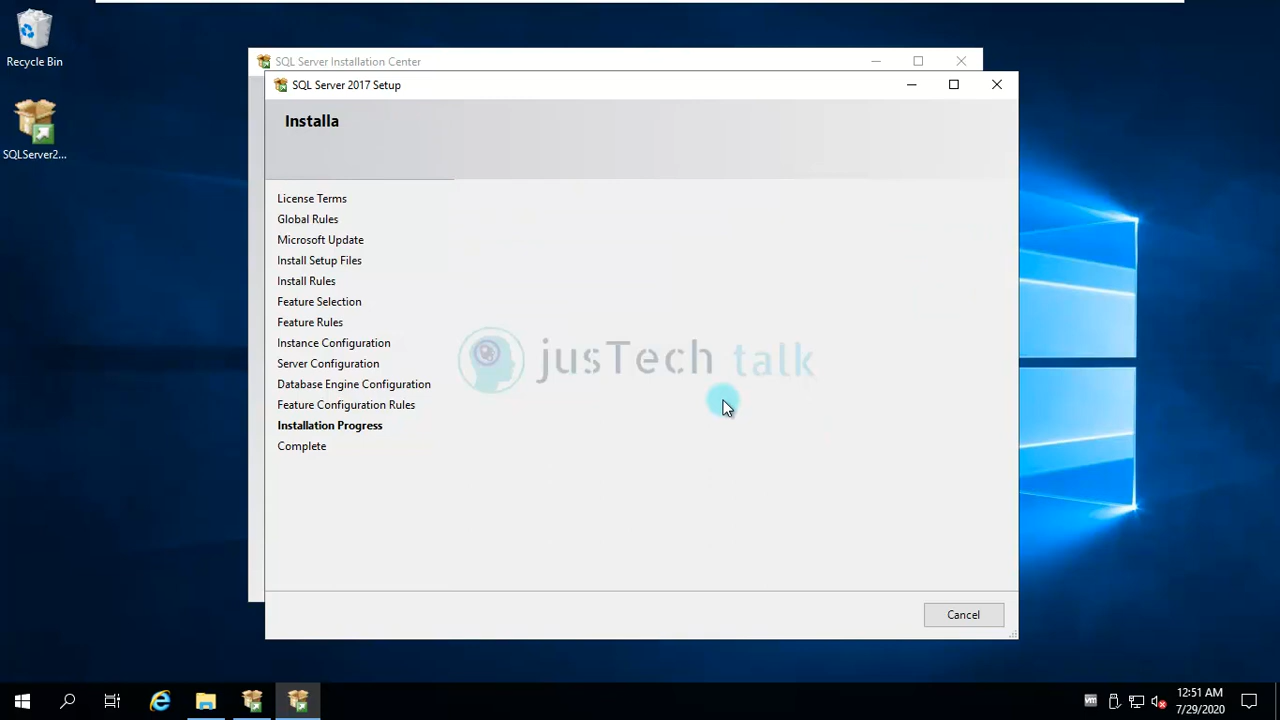 Recycle Bin
SQLServer2...
SQL Server Installation Center
SQL Server 2017 Setup
Installa
License Terms
Global Rules
Microsoft Update
Install Setup Files
Install Rules
Feature Selection
Feature Rules
Instance Configuration
Server Configuration
Database Engine Configuration
Feature Configuration Rules
Installation Progress
Complete
jusTech talk
Cancel
vm
12:51 AM
7/29/2020